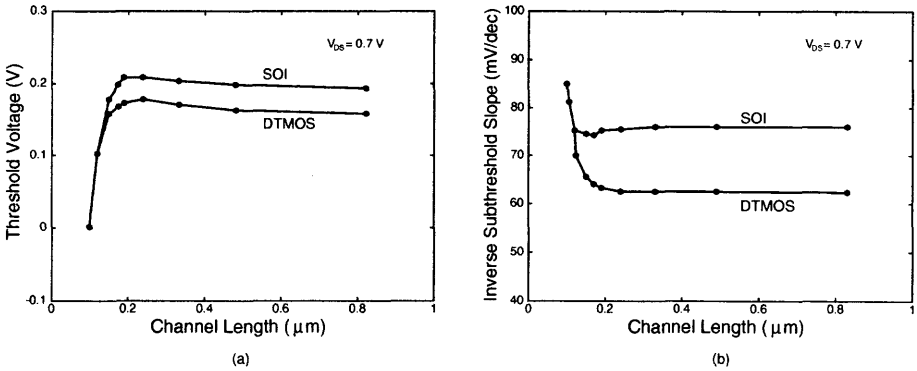 0.3
0.2
0.1
0
-0.1
Threshold Voltage (V)
V_DS = 0.7 V
SOI
DTMOS
0 0.2 0.4 0.6 0.8 1
Channel Length ( μm)
(a)
100
90
80
70
60
50
40
Inverse Subthreshold Slope (mV/dec)
V_DS = 0.7 V
SOI
DTMOS
0 0.2 0.4 0.6 0.8 1
Channel Length ( μm)
(b)